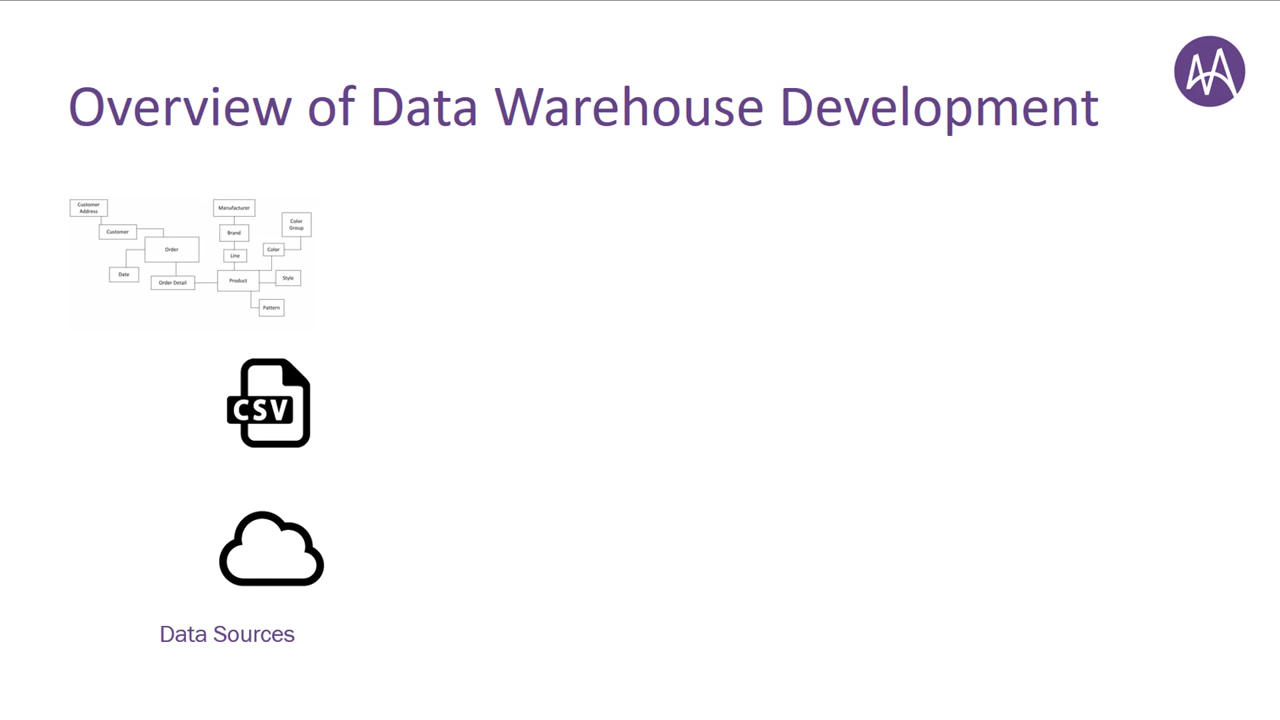 Overview of Data Warehouse Development
Customer
Address
Manufacturer
Color
Group
Customer
Brand
Order
Color
Line
Date
Order Detail
Product
Style
Pattern
CSV
Data Sources